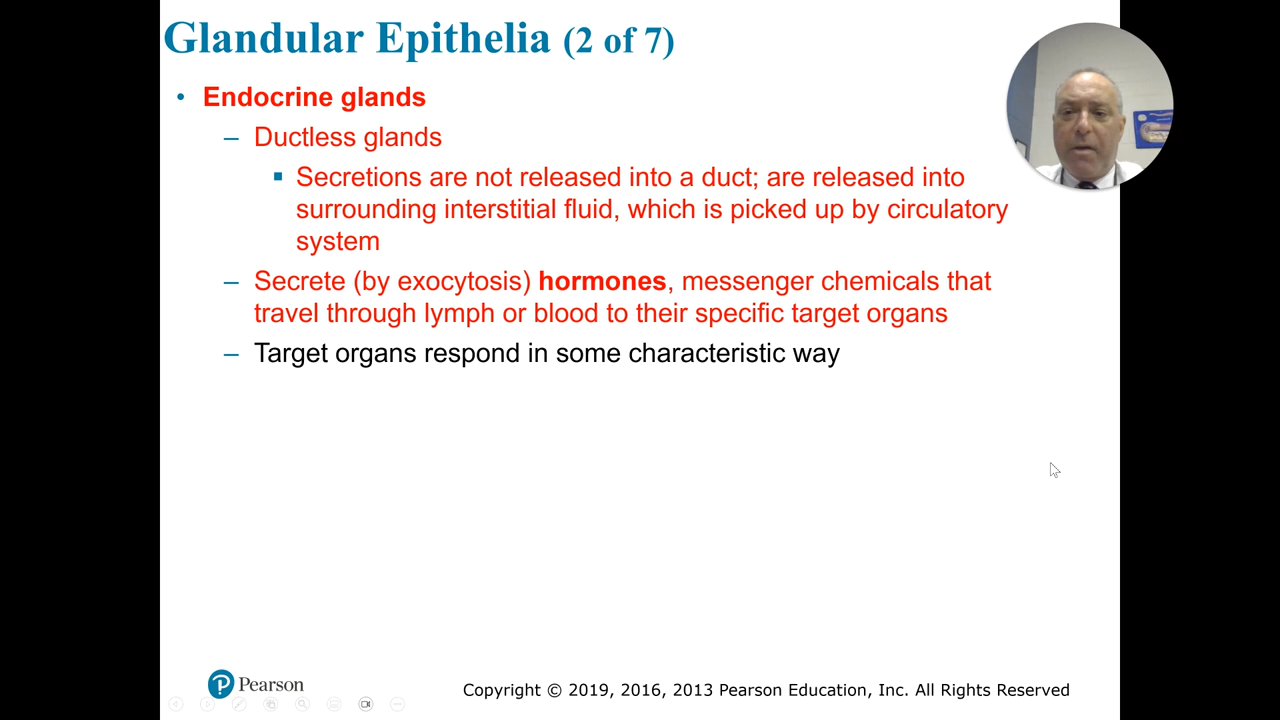 Glandular Epithelia (2 of 7)
• Endocrine glands
– Ductless glands
▪ Secretions are not released into a duct; are released into
surrounding interstitial fluid, which is picked up by circulatory
system
– Secrete (by exocytosis) hormones, messenger chemicals that
travel through lymph or blood to their specific target organs
– Target organs respond in some characteristic way
Pearson
Copyright © 2019, 2016, 2013 Pearson Education, Inc. All Rights Reserved